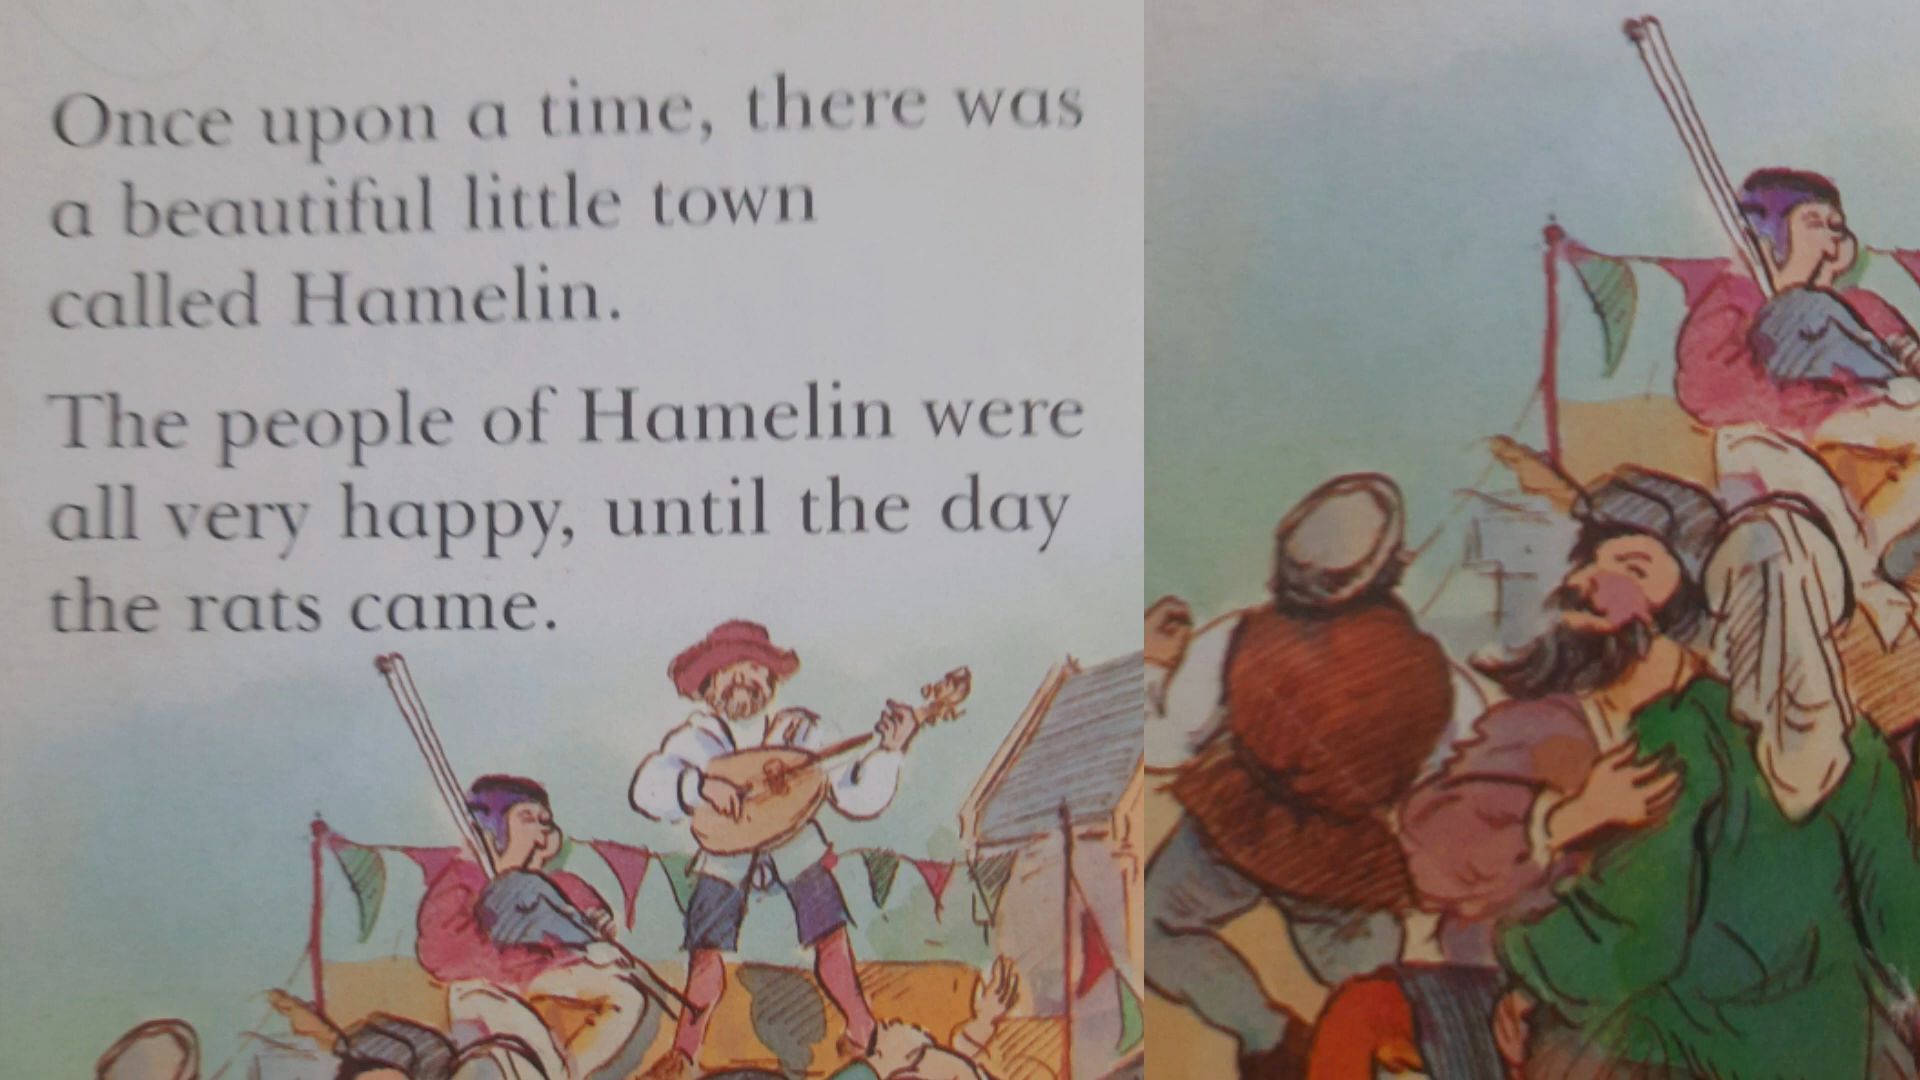 Once upon a time, there was
a beautiful little town
called Hamelin.
The people of Hamelin were
all very happy, until the day
the rats came.